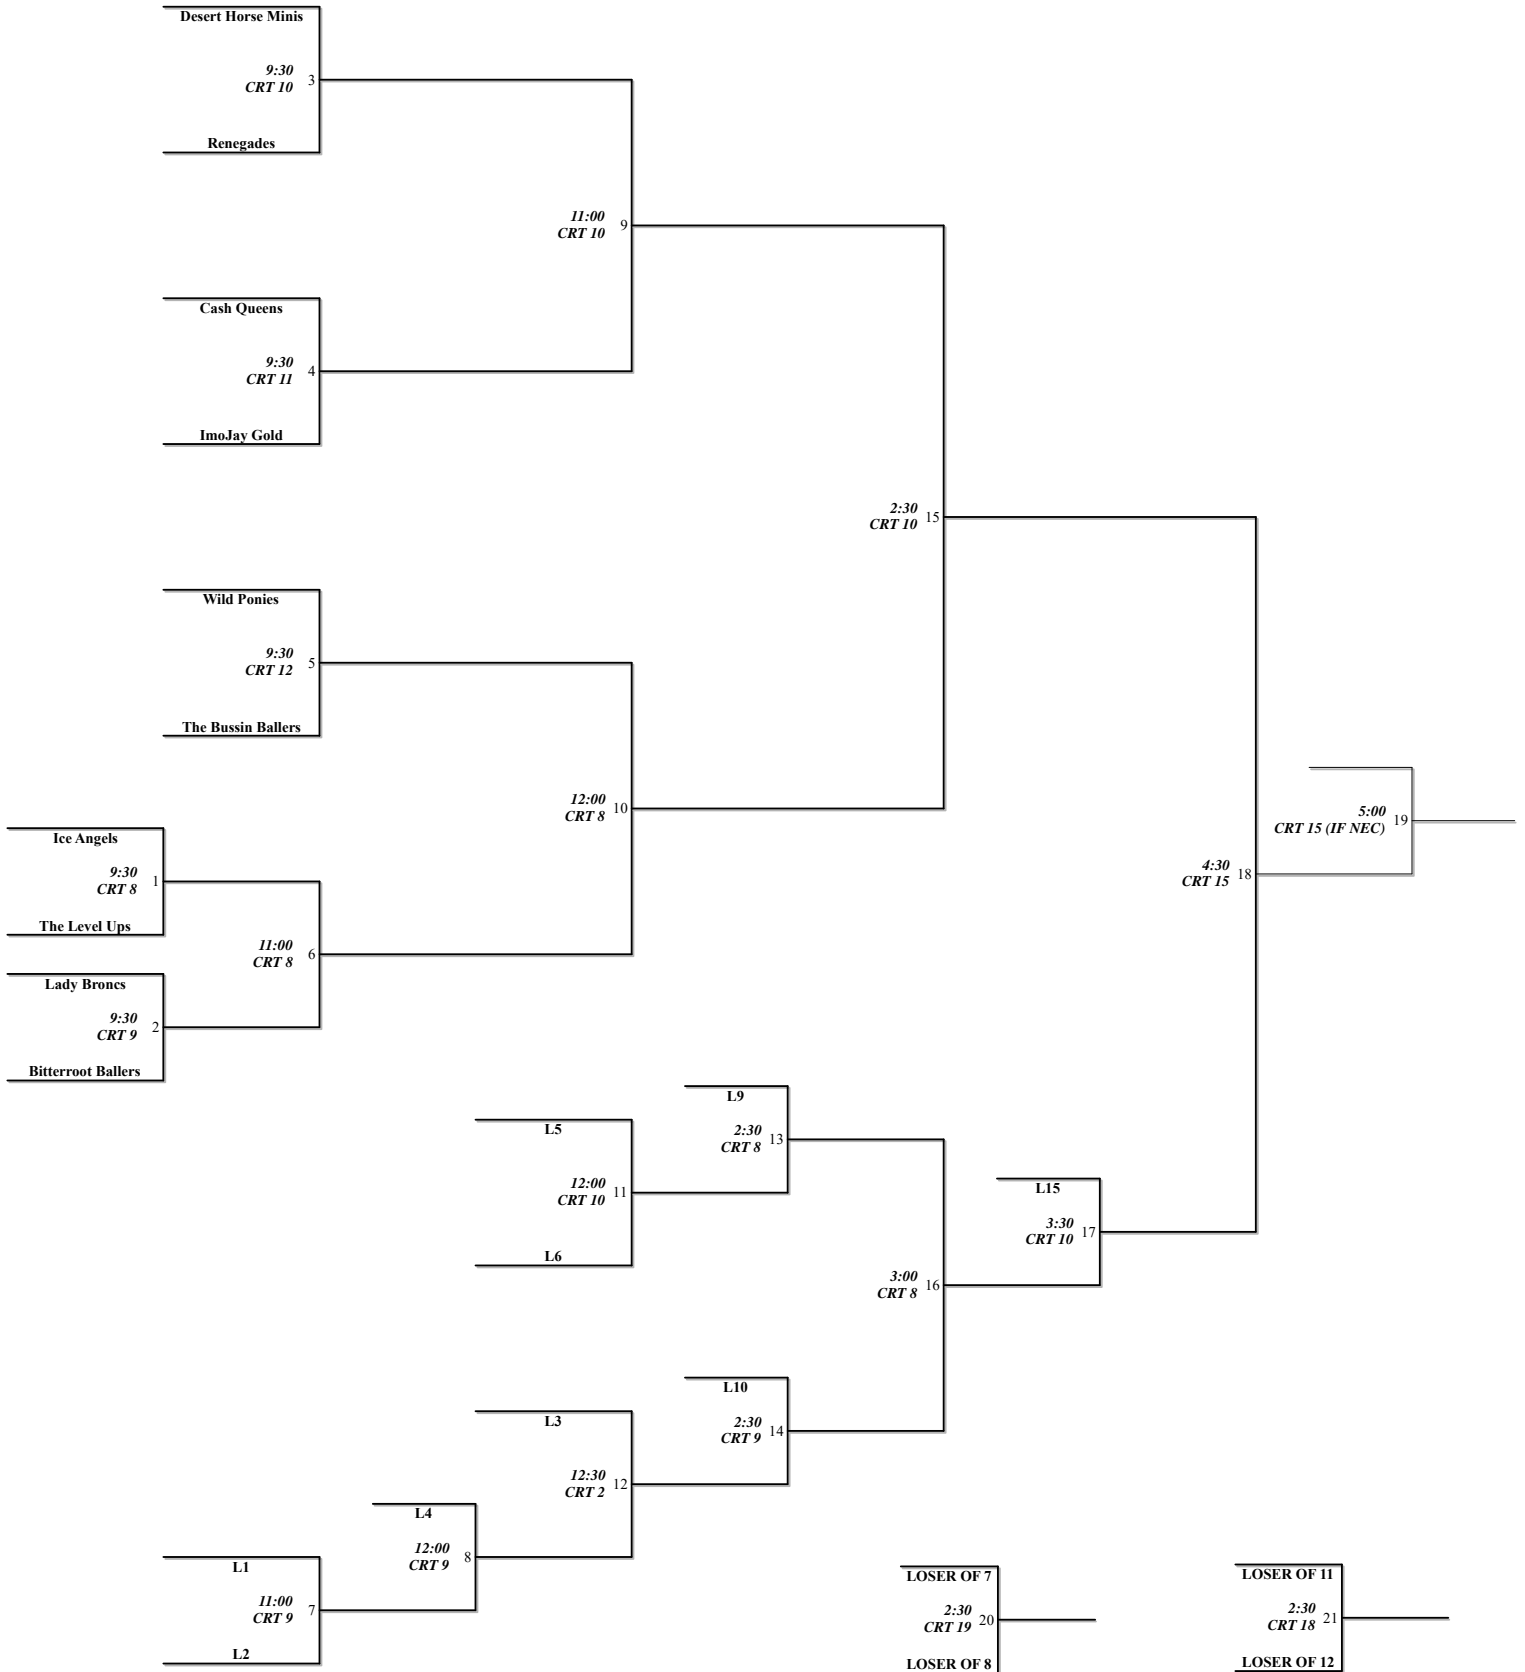 Desert Horse Minis
9:30
CRT 10
3
Renegades
11:00
CRT 10
9
Cash Queens
9:30
CRT 11
4
ImoJay Gold
2:30
CRT 10
15
Wild Ponies
9:30
CRT 12
5
The Bussin Ballers
12:00
CRT 8
10
5:00
CRT 15 (IF NEC)
19
Ice Angels
9:30
CRT 8
1
The Level Ups
4:30
CRT 15
18
11:00
CRT 8
6
Lady Broncs
9:30
CRT 9
2
Bitterroot Ballers
L9
2:30
CRT 8
13
L5
12:00
CRT 10
11
L6
L15
3:30
CRT 10
17
3:00
CRT 8
16
L10
2:30
CRT 9
14
L3
12:30
CRT 2
12
L4
12:00
CRT 9
8
L1
11:00
CRT 9
7
L2
LOSER OF 7
2:30
CRT 19
20
LOSER OF 8
LOSER OF 11
2:30
CRT 18
21
LOSER OF 12